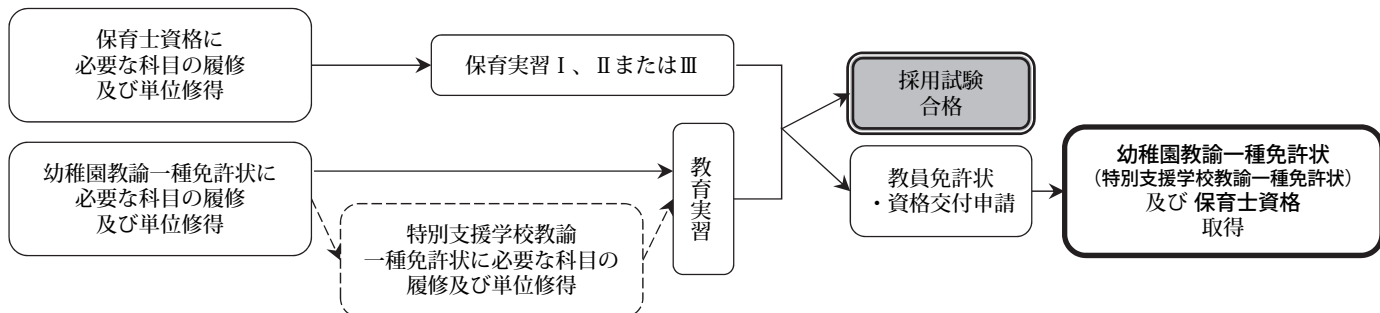 保育士資格に
必要な科目の履修
及び単位修得
保育実習Ⅰ、ⅡまたはⅢ
採用試験
合格
幼稚園教諭一種免許状に
必要な科目の履修
及び単位修得
特別支援学校教諭
一種免許状に必要な科目の
履修及び単位修得
教育実習
教員免許状
・資格交付申請
幼稚園教諭一種免許状
（特別支援学校教諭一種免許状）
及び 保育士資格
取得